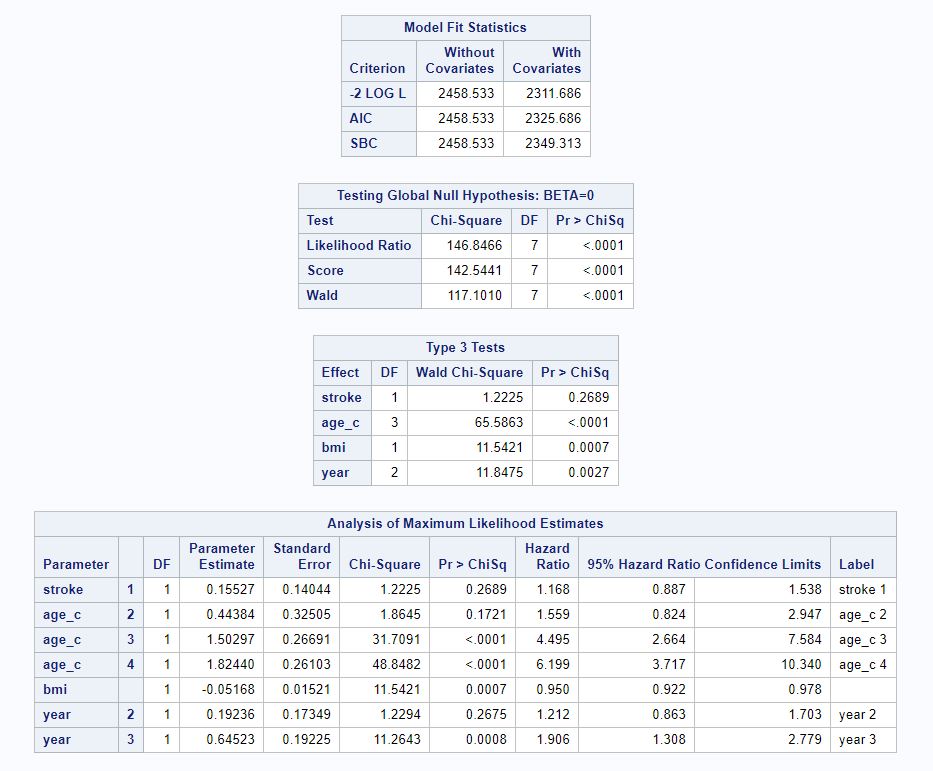 Model Fit Statistics
Criterion Without Covariates With Covariates
-2 LOG L 2458.533 2311.686
AIC 2458.533 2325.686
SBC 2458.533 2349.313
Testing Global Null Hypothesis: BETA=0
Test Chi-Square DF Pr > ChiSq
Likelihood Ratio 146.8466 7 <.0001
Score 142.5441 7 <.0001
Wald 117.1010 7 <.0001
Type 3 Tests
Effect DF Wald Chi-Square Pr > ChiSq
stroke 1 1.2225 0.2689
age_c 3 65.5863 <.0001
bmi 1 11.5421 0.0007
year 2 11.8475 0.0027
Analysis of Maximum Likelihood Estimates
Parameter DF Parameter Estimate Standard Error Chi-Square Pr > ChiSq Hazard Ratio 95% Hazard Ratio Confidence Limits Label
stroke 1 1 0.15527 0.14044 1.2225 0.2689 1.168 0.887 1.538 stroke 1
age_c 2 1 0.44384 0.32505 1.8645 0.1721 1.559 0.824 2.947 age_c 2
age_c 3 1 1.50297 0.26691 31.7091 <.0001 4.495 2.664 7.584 age_c 3
age_c 4 1 1.82440 0.26103 48.8482 <.0001 6.199 3.717 10.340 age_c 4
bmi 1 -0.05168 0.01521 11.5421 0.0007 0.950 0.922 0.978
year 2 1 0.19236 0.17349 1.2294 0.2675 1.212 0.863 1.703 year 2
year 3 1 0.64523 0.19225 11.2643 0.0008 1.906 1.308 2.779 year 3